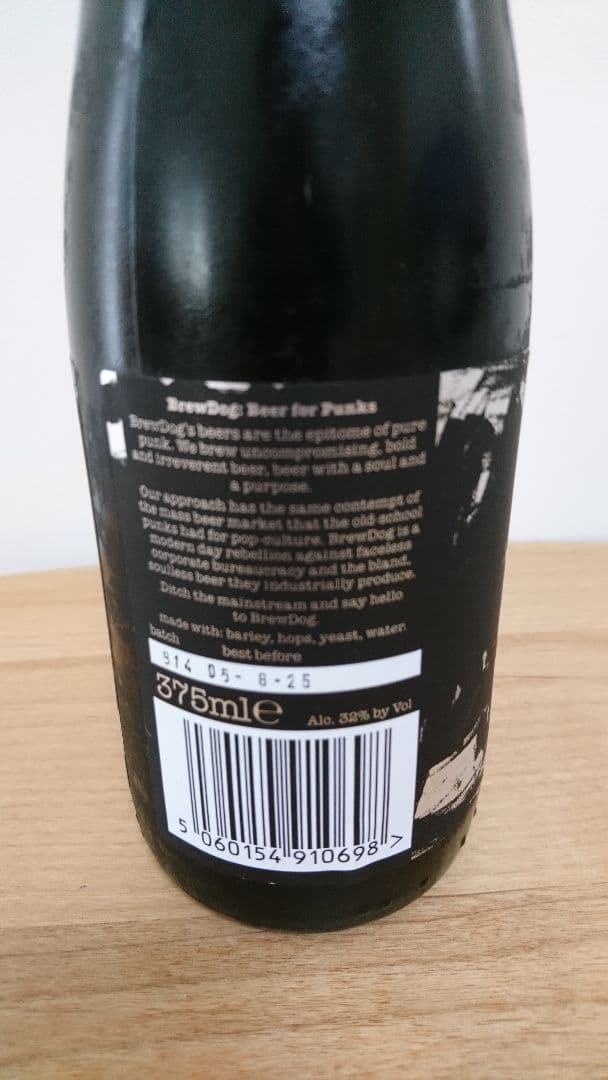 BrewDog: Beer for Punks
BrewDog's beers are the epitome of pure
punk. We brew uncompromising, bold
and irreverent beer, beer with a soul and
a purpose.
Our approach has the same contempt of
the mass beer market that the old school
punks had for pop-culture. BrewDog is a
modern day rebellion against faceless
corporate bureaucracy and the bland,
soulless beer they industrially produce.
Ditch the mainstream and say hello
to BrewDog.
made with: barley, hops, yeast, water.
batch best before
914 05- 8-25
375ml℮ Alc. 32% by Vol
5 060154 910698 >